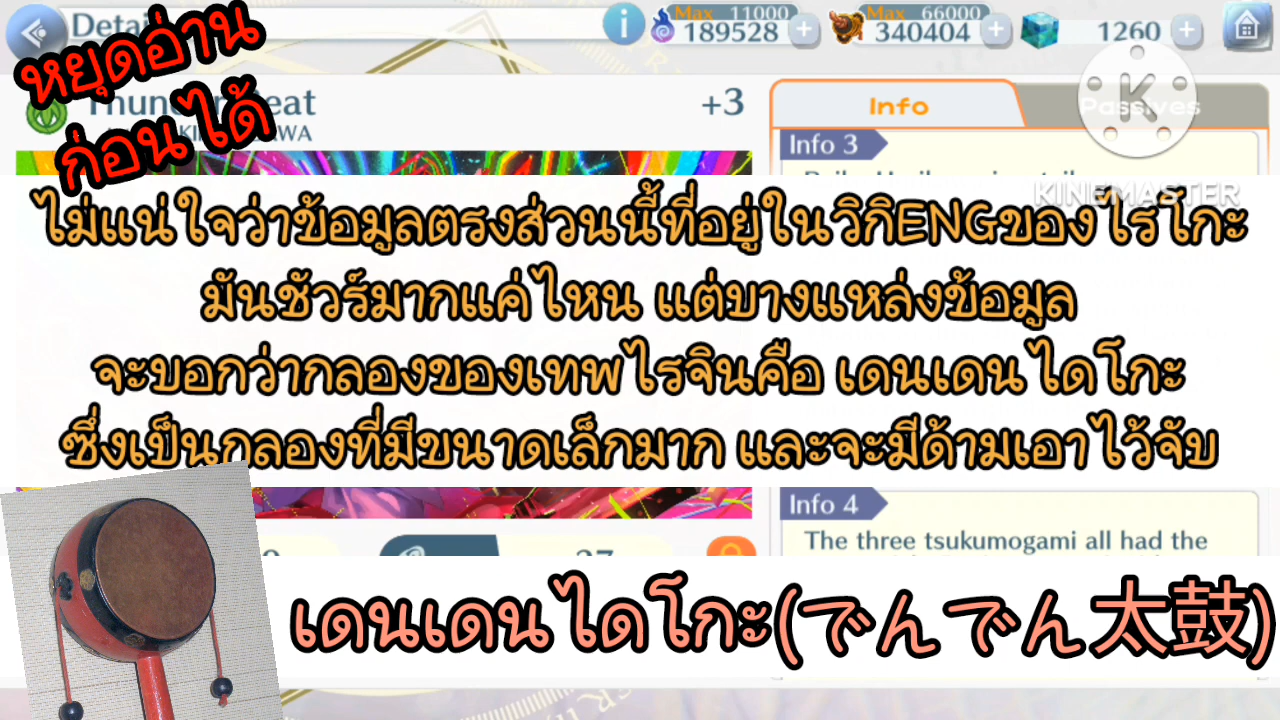 Max 11000
189528
Max 66000
340404
1260
หยุดอ่าน
ก่อนได้
+3
Info
Passives
Info 3
KINEMASTER
ไม่แน่ใจว่าข้อมูลตรงส่วนนี้ที่อยู่ในวิกิENGของไรโกะ
มันชัวร์มากแค่ไหน แต่บางแหล่งข้อมูล
จะบอกว่ากลองของเทพไรจินคือ เดนเดนไดโกะ
ซึ่งเป็นกลองที่มีขนาดเล็กมาก และจะมีด้ามเอาไว้จับ
Info 4
The three tsukumogami all had the
เดนเดนไดโกะ(でんでん太鼓)